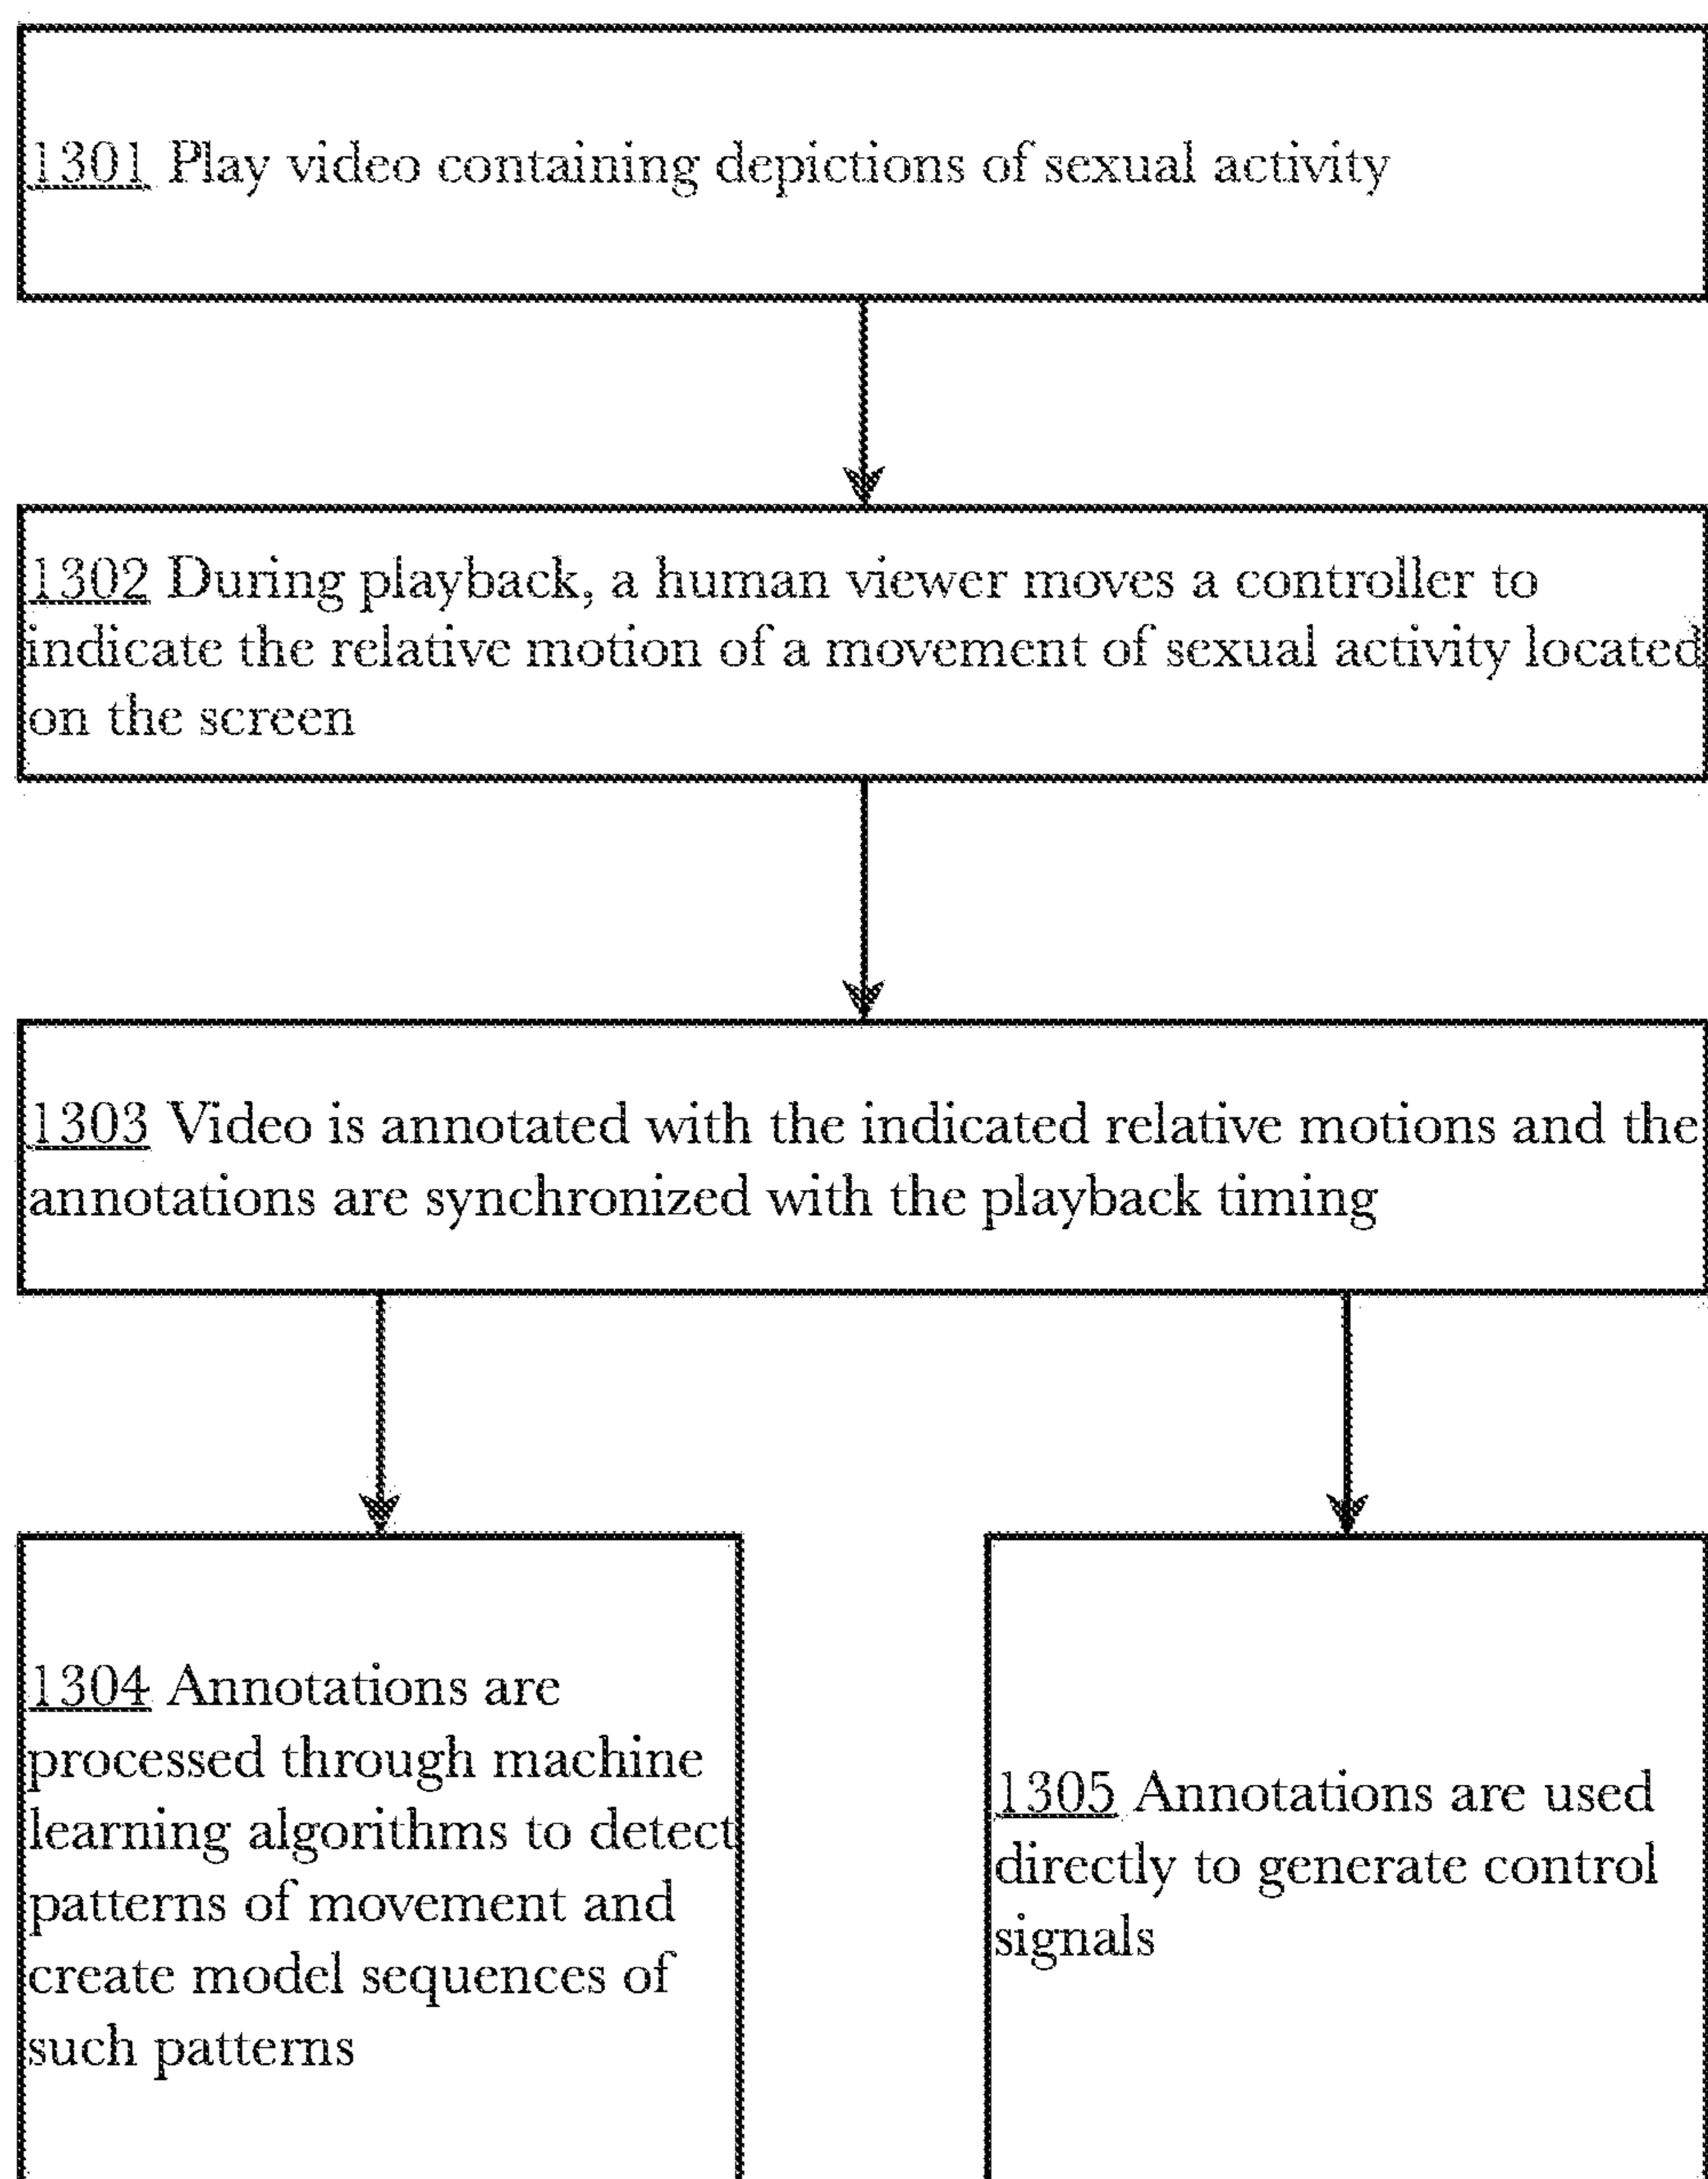 1301 Play video containing depictions of sexual activity
1302 During playback, a human viewer moves a controller to
indicate the relative motion of a movement of sexual activity located
on the screen
1303 Video is annotated with the indicated relative motions and the
annotations are synchronized with the playback timing
1304 Annotations are
processed through machine
learning algorithms to detect
patterns of movement and
create model sequences of
such patterns
1305 Annotations are used
directly to generate control
signals